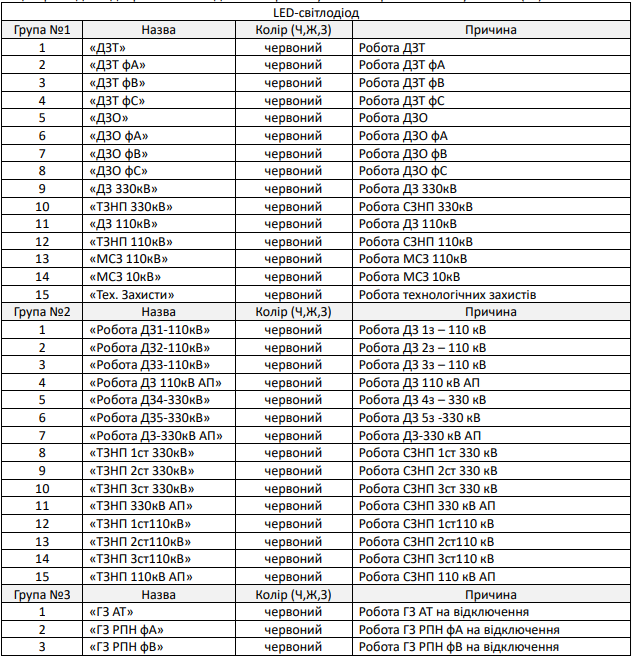 LED-світлодіод
Група №1 Назва Колір (Ч,Ж,З) Причина
1 «ДЗТ» червоний Робота ДЗТ
2 «ДЗТ фА» червоний Робота ДЗТ фА
3 «ДЗТ фВ» червоний Робота ДЗТ фВ
4 «ДЗТ фС» червоний Робота ДЗТ фС
5 «ДЗО» червоний Робота ДЗО
6 «ДЗО фА» червоний Робота ДЗО фА
7 «ДЗО фВ» червоний Робота ДЗО фВ
8 «ДЗО фС» червоний Робота ДЗО фС
9 «ДЗ 330кВ» червоний Робота ДЗ 330кВ
10 «ТЗНП 330кВ» червоний Робота СЗНП 330кВ
11 «ДЗ 110кВ» червоний Робота ДЗ 110кВ
12 «ТЗНП 110кВ» червоний Робота СЗНП 110кВ
13 «МСЗ 110кВ» червоний Робота МСЗ 110кВ
14 «МСЗ 10кВ» червоний Робота МСЗ 10кВ
15 «Тех. Захисти» червоний Робота технологічних захистів
Група №2 Назва Колір (Ч,Ж,З) Причина
1 «Робота ДЗ1-110кВ» червоний Робота ДЗ 1з – 110 кВ
2 «Робота ДЗ2-110кВ» червоний Робота ДЗ 2з – 110 кВ
3 «Робота ДЗ3-110кВ» червоний Робота ДЗ 3з – 110 кВ
4 «Робота ДЗ 110кВ АП» червоний Робота ДЗ 110 кВ АП
5 «Робота ДЗ4-330кВ» червоний Робота ДЗ 4з – 330 кВ
6 «Робота ДЗ5-330кВ» червоний Робота ДЗ 5з -330 кВ
7 «Робота ДЗ-330кВ АП» червоний Робота ДЗ-330 кВ АП
8 «ТЗНП 1ст 330кВ» червоний Робота СЗНП 1ст 330 кВ
9 «ТЗНП 2ст 330кВ» червоний Робота СЗНП 2ст 330 кВ
10 «ТЗНП 3ст 330кВ» червоний Робота СЗНП 3ст 330 кВ
11 «ТЗНП 330кВ АП» червоний Робота СЗНП 330 кВ АП
12 «ТЗНП 1ст110кВ» червоний Робота СЗНП 1ст110 кВ
13 «ТЗНП 2ст110кВ» червоний Робота СЗНП 2ст110 кВ
14 «ТЗНП 3ст110кВ» червоний Робота СЗНП 3ст110 кВ
15 «ТЗНП 110кВ АП» червоний Робота СЗНП 110 кВ АП
Група №3 Назва Колір (Ч,Ж,З) Причина
1 «ГЗ АТ» червоний Робота ГЗ АТ на відключення
2 «ГЗ РПН фА» червоний Робота ГЗ РПН фА на відключення
3 «ГЗ РПН фВ» червоний Робота ГЗ РПН фВ на відключення